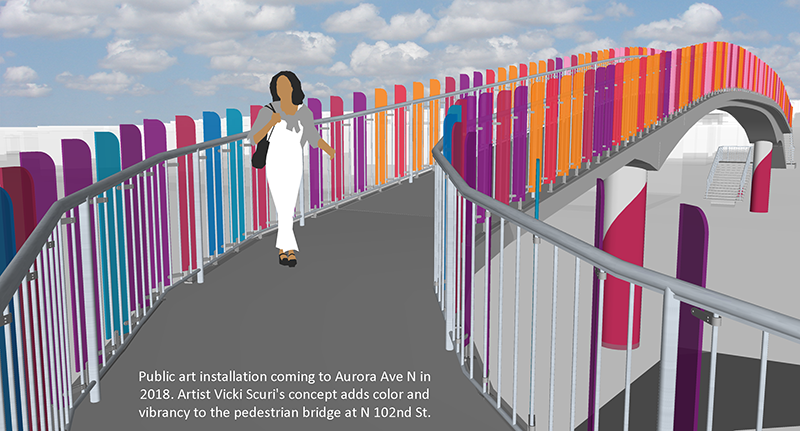 Public art installation coming to Aurora Ave N in
2018. Artist Vicki Scuri's concept adds color and
vibrancy to the pedestrian bridge at N 102nd St.